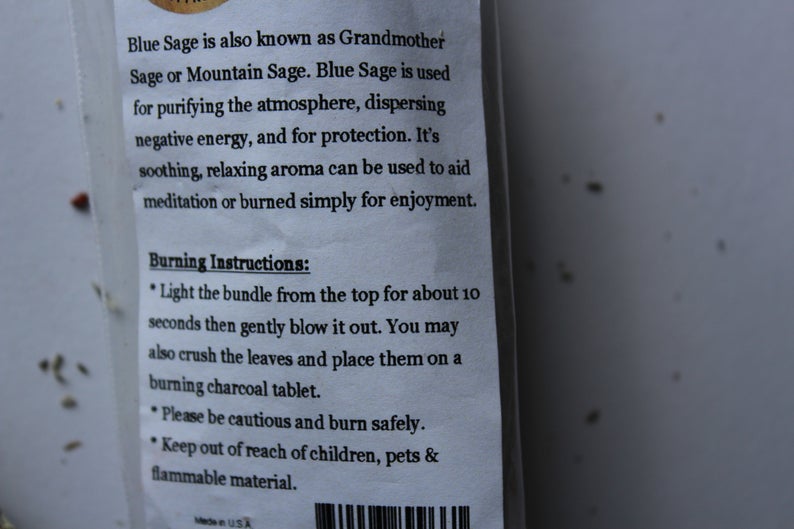 Blue Sage is also known as Grandmother
Sage or Mountain Sage. Blue Sage is used
for purifying the atmosphere, dispersing
negative energy, and for protection. It's
soothing, relaxing aroma can be used to aid
meditation or burned simply for enjoyment.
Burning Instructions:
* Light the bundle from the top for about 10
seconds then gently blow it out. You may
also crush the leaves and place them on a
burning charcoal tablet.
* Please be cautious and burn safely.
* Keep out of reach of children, pets &
flammable material.
Made in U.S.A